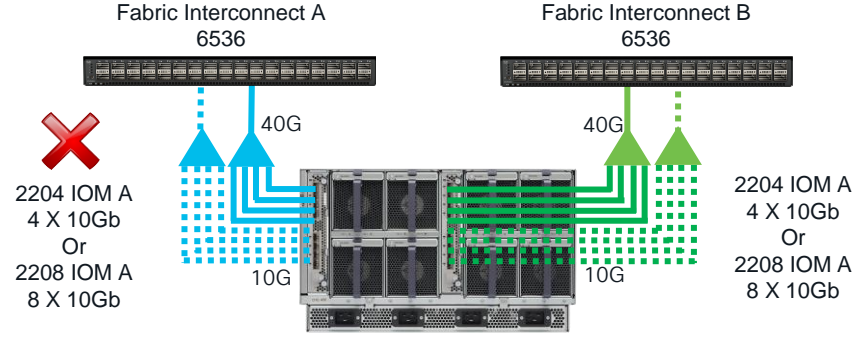 Fabric Interconnect A
6536
Fabric Interconnect B
6536
40G
40G
2204 IOM A
4 X 10Gb
Or
2208 IOM A
8 X 10Gb
2204 IOM A
4 X 10Gb
Or
2208 IOM A
8 X 10Gb
10G
10G